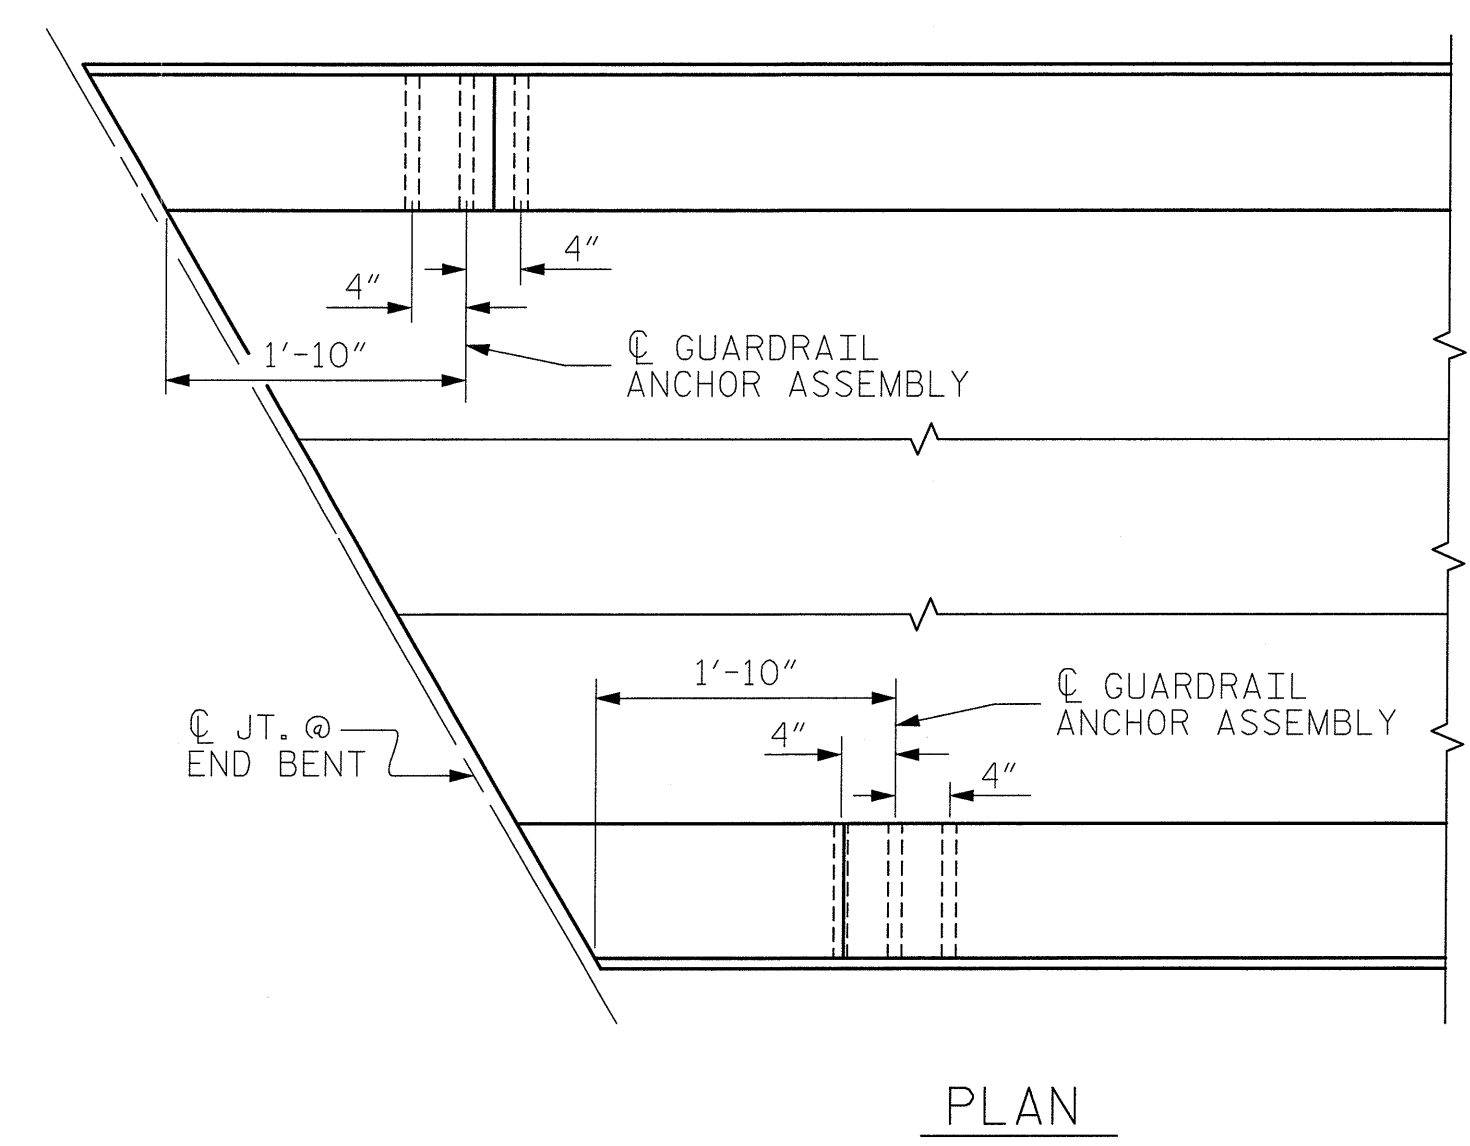 4"
4"
1'-10"
℄ GUARDRAIL
ANCHOR ASSEMBLY
1'-10"
℄ GUARDRAIL
ANCHOR ASSEMBLY
℄ JT. @
END BENT
4"
4"
PLAN